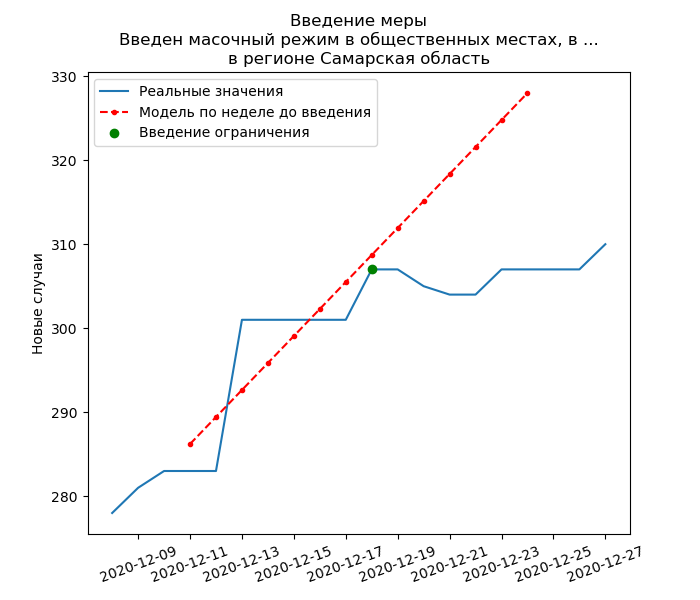 Введение меры
Введен масочный режим в общественных местах, в ...
в регионе Самарская область
Реальные значения
Модель по неделе до введения
Введение ограничения
Новые случаи
330
320
310
300
290
280
2020-12-09
2020-12-11
2020-12-13
2020-12-15
2020-12-17
2020-12-19
2020-12-21
2020-12-23
2020-12-25
2020-12-27